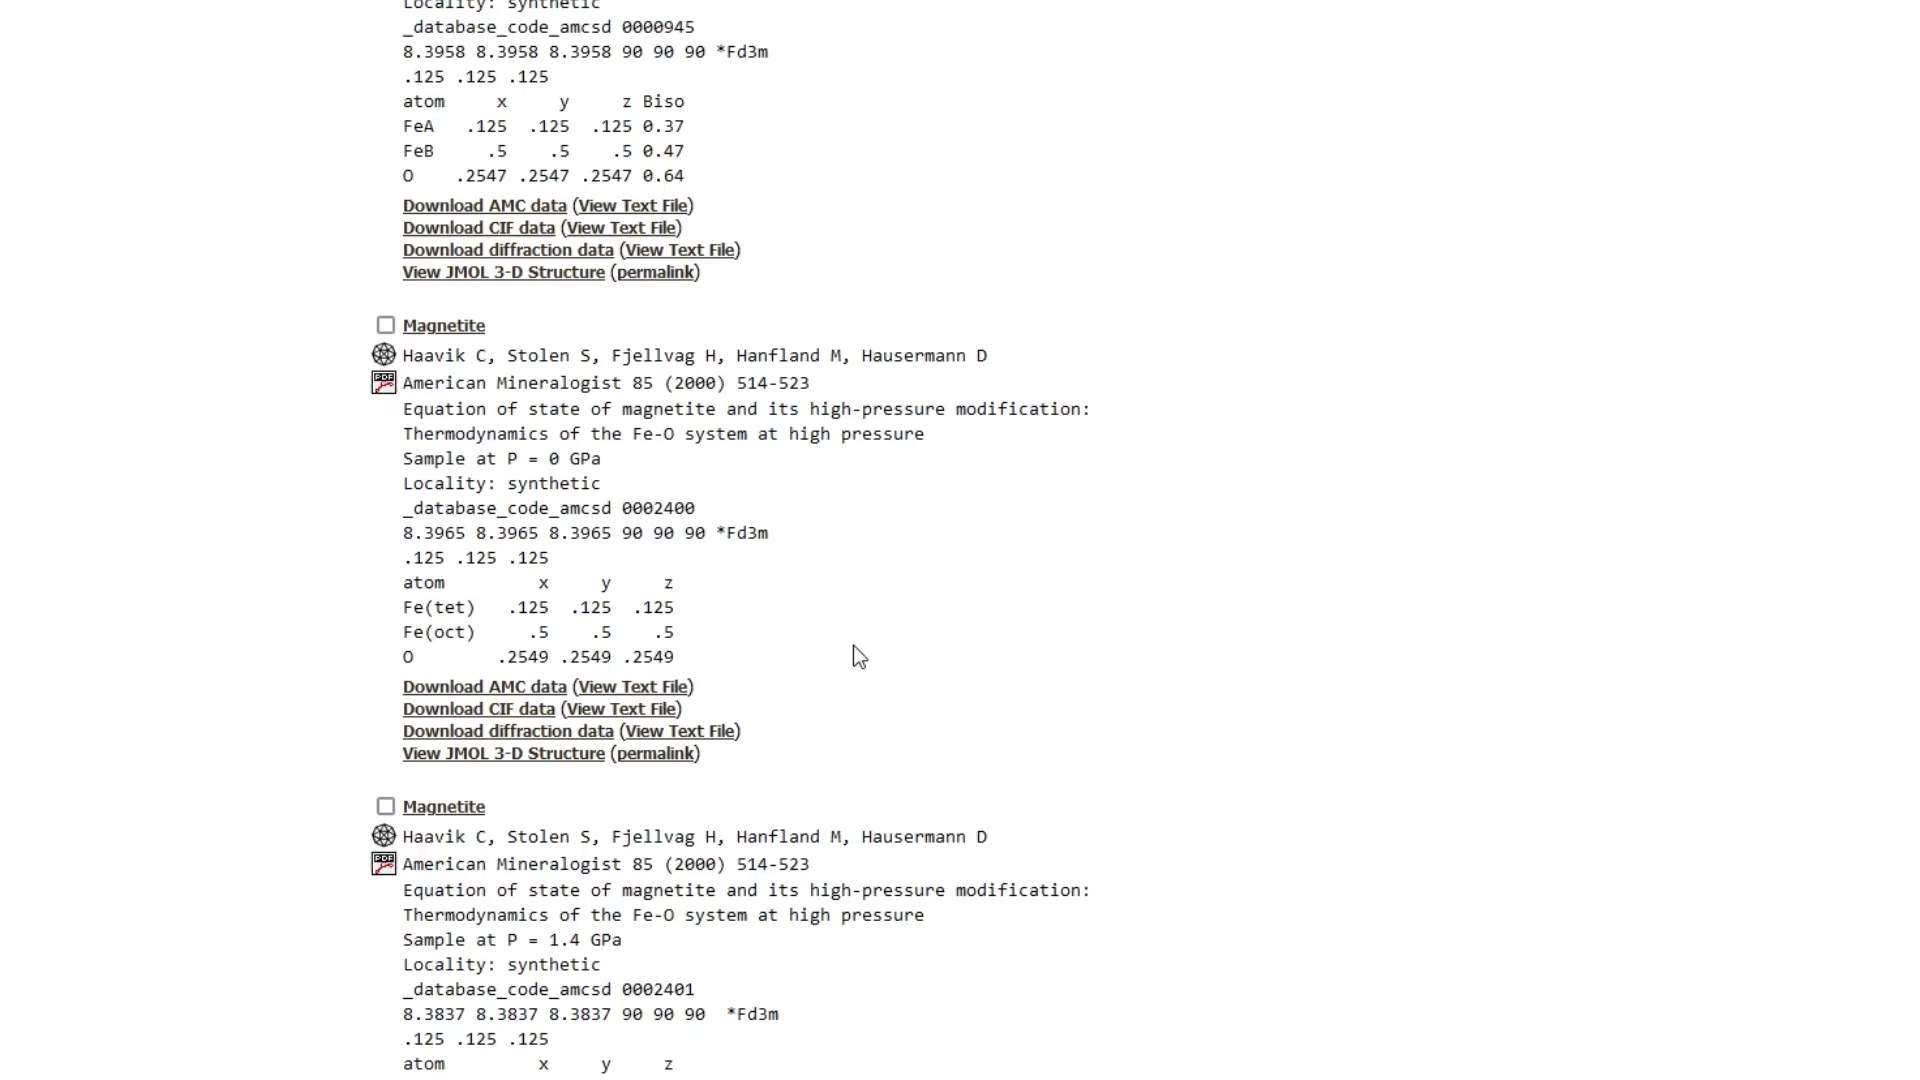 Locality: synthetic
_database_code_amcsd 0000945
8.3958 8.3958 8.3958 90 90 90 *Fd3m
.125 .125 .125
atom x y z Biso
FeA .125 .125 .125 0.37
FeB .5 .5 .5 0.47
O .2547 .2547 .2547 0.64
Download AMC data (View Text File)
Download CIF data (View Text File)
Download diffraction data (View Text File)
View JMOL 3-D Structure (permalink)
Magnetite
Haavik C, Stolen S, Fjellvag H, Hanfland M, Hausermann D
PDF
American Mineralogist 85 (2000) 514-523
Equation of state of magnetite and its high-pressure modification:
Thermodynamics of the Fe-O system at high pressure
Sample at P = 0 GPa
Locality: synthetic
_database_code_amcsd 0002400
8.3965 8.3965 8.3965 90 90 90 *Fd3m
.125 .125 .125
atom x y z
Fe(tet) .125 .125 .125
Fe(oct) .5 .5 .5
O .2549 .2549 .2549
Download AMC data (View Text File)
Download CIF data (View Text File)
Download diffraction data (View Text File)
View JMOL 3-D Structure (permalink)
Magnetite
Haavik C, Stolen S, Fjellvag H, Hanfland M, Hausermann D
PDF
American Mineralogist 85 (2000) 514-523
Equation of state of magnetite and its high-pressure modification:
Thermodynamics of the Fe-O system at high pressure
Sample at P = 1.4 GPa
Locality: synthetic
_database_code_amcsd 0002401
8.3837 8.3837 8.3837 90 90 90 *Fd3m
.125 .125 .125
atom x y z